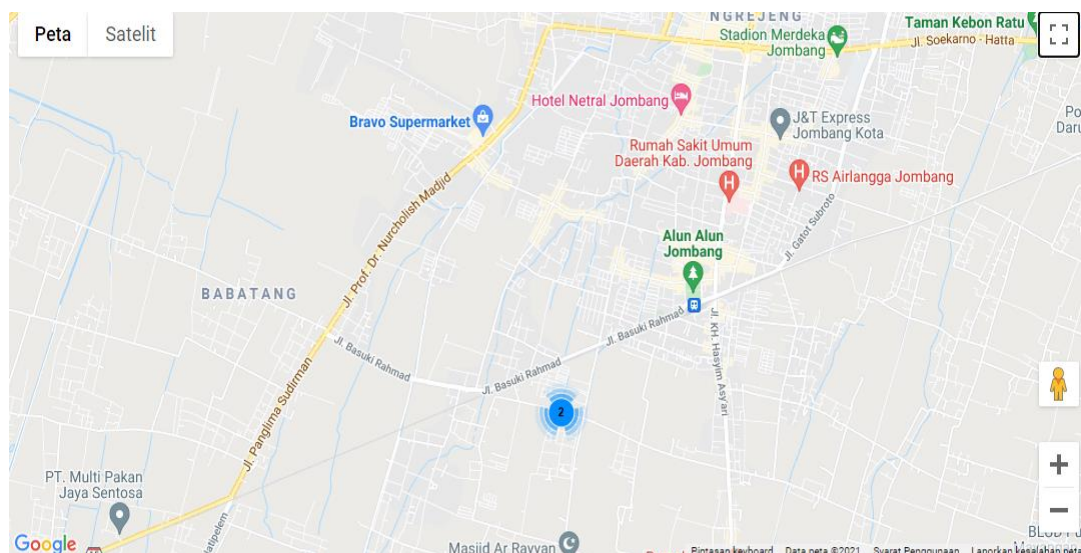 Peta
Satelit
NGREJENG
Taman Kebon Ratu
Stadion Merdeka
Jombang
Jl. Soekarno - Hatta
Hotel Netral Jombang
Bravo Supermarket
J&T Express
Jombang Kota
Po
Daru
Rumah Sakit Umum
Daerah Kab. Jombang
RS Airlangga Jombang
Jl. Prof. Dr. Nurcholish Madjid
Jl. Gatot Subroto
Alun Alun
Jombang
BABATANG
Jl. Basuki Rahmad
Jl. Basuki Rahmad
Jl. Basuki Rahmad
Jl. KH. Hasyim Asy'ari
Jl. Panglima Sudirman
2
PT. Multi Pakan
Jaya Sentosa
Google
Masjid Ar Rayyan
Pintasan keyboard
Data peta ©2021
Syarat Penggunaan
Laporkan kesalahan peta